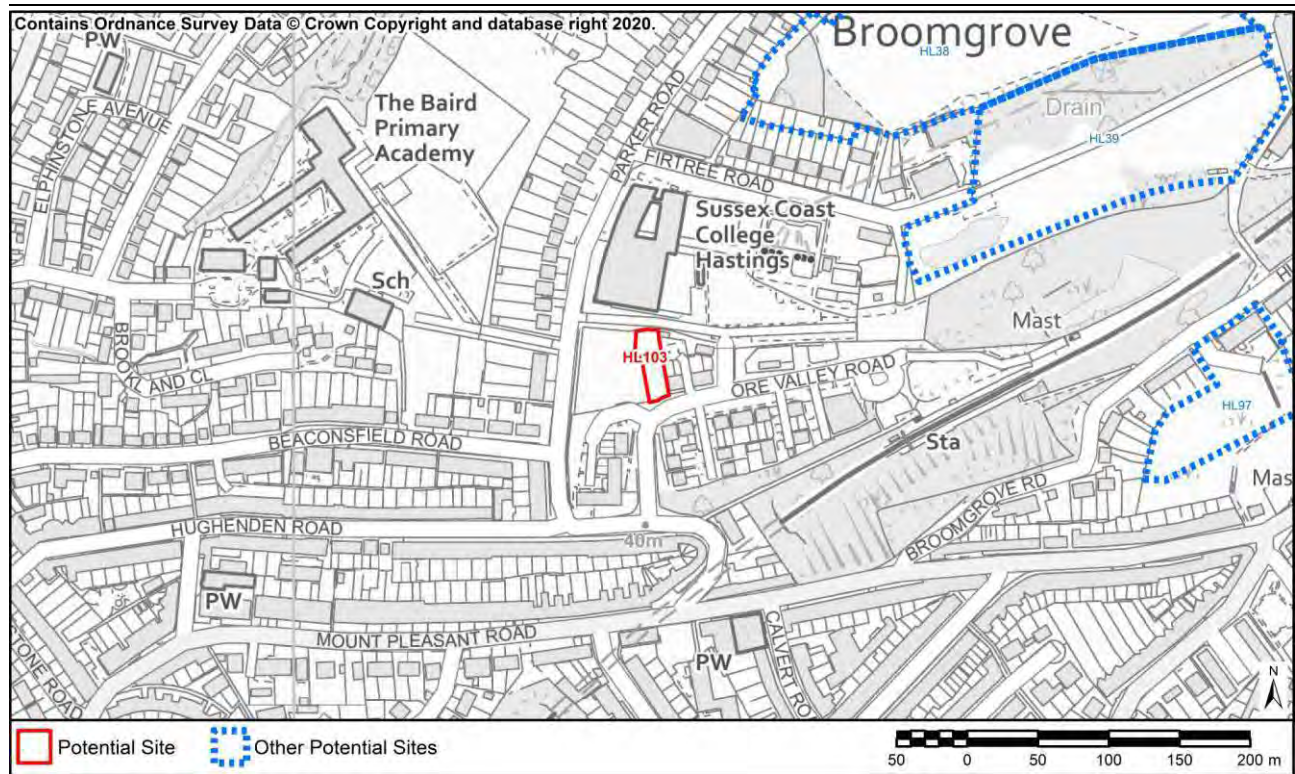 Contains Ordnance Survey Data © Crown Copyright and database right 2020.
PW
Broomgrove
HL38
ELPHINSTONE AVENUE
The Baird
Primary
Academy
PARKER ROAD
Drain
HL39
FIRTREE ROAD
Sussex Coast
College
Hastings
Sch
Mast
HL103
BROOKLAND CL
ORE VALLEY ROAD
HL97
BEACONSFIELD ROAD
Sta
Mas
HUGHENDEN ROAD
40m
BROOMGROVE RD
PW
MOUNT PLEASANT ROAD
STONE ROAD
PW
CALVERT RO
N
Potential Site
Other Potential Sites
50 0 50 100 150 200 m